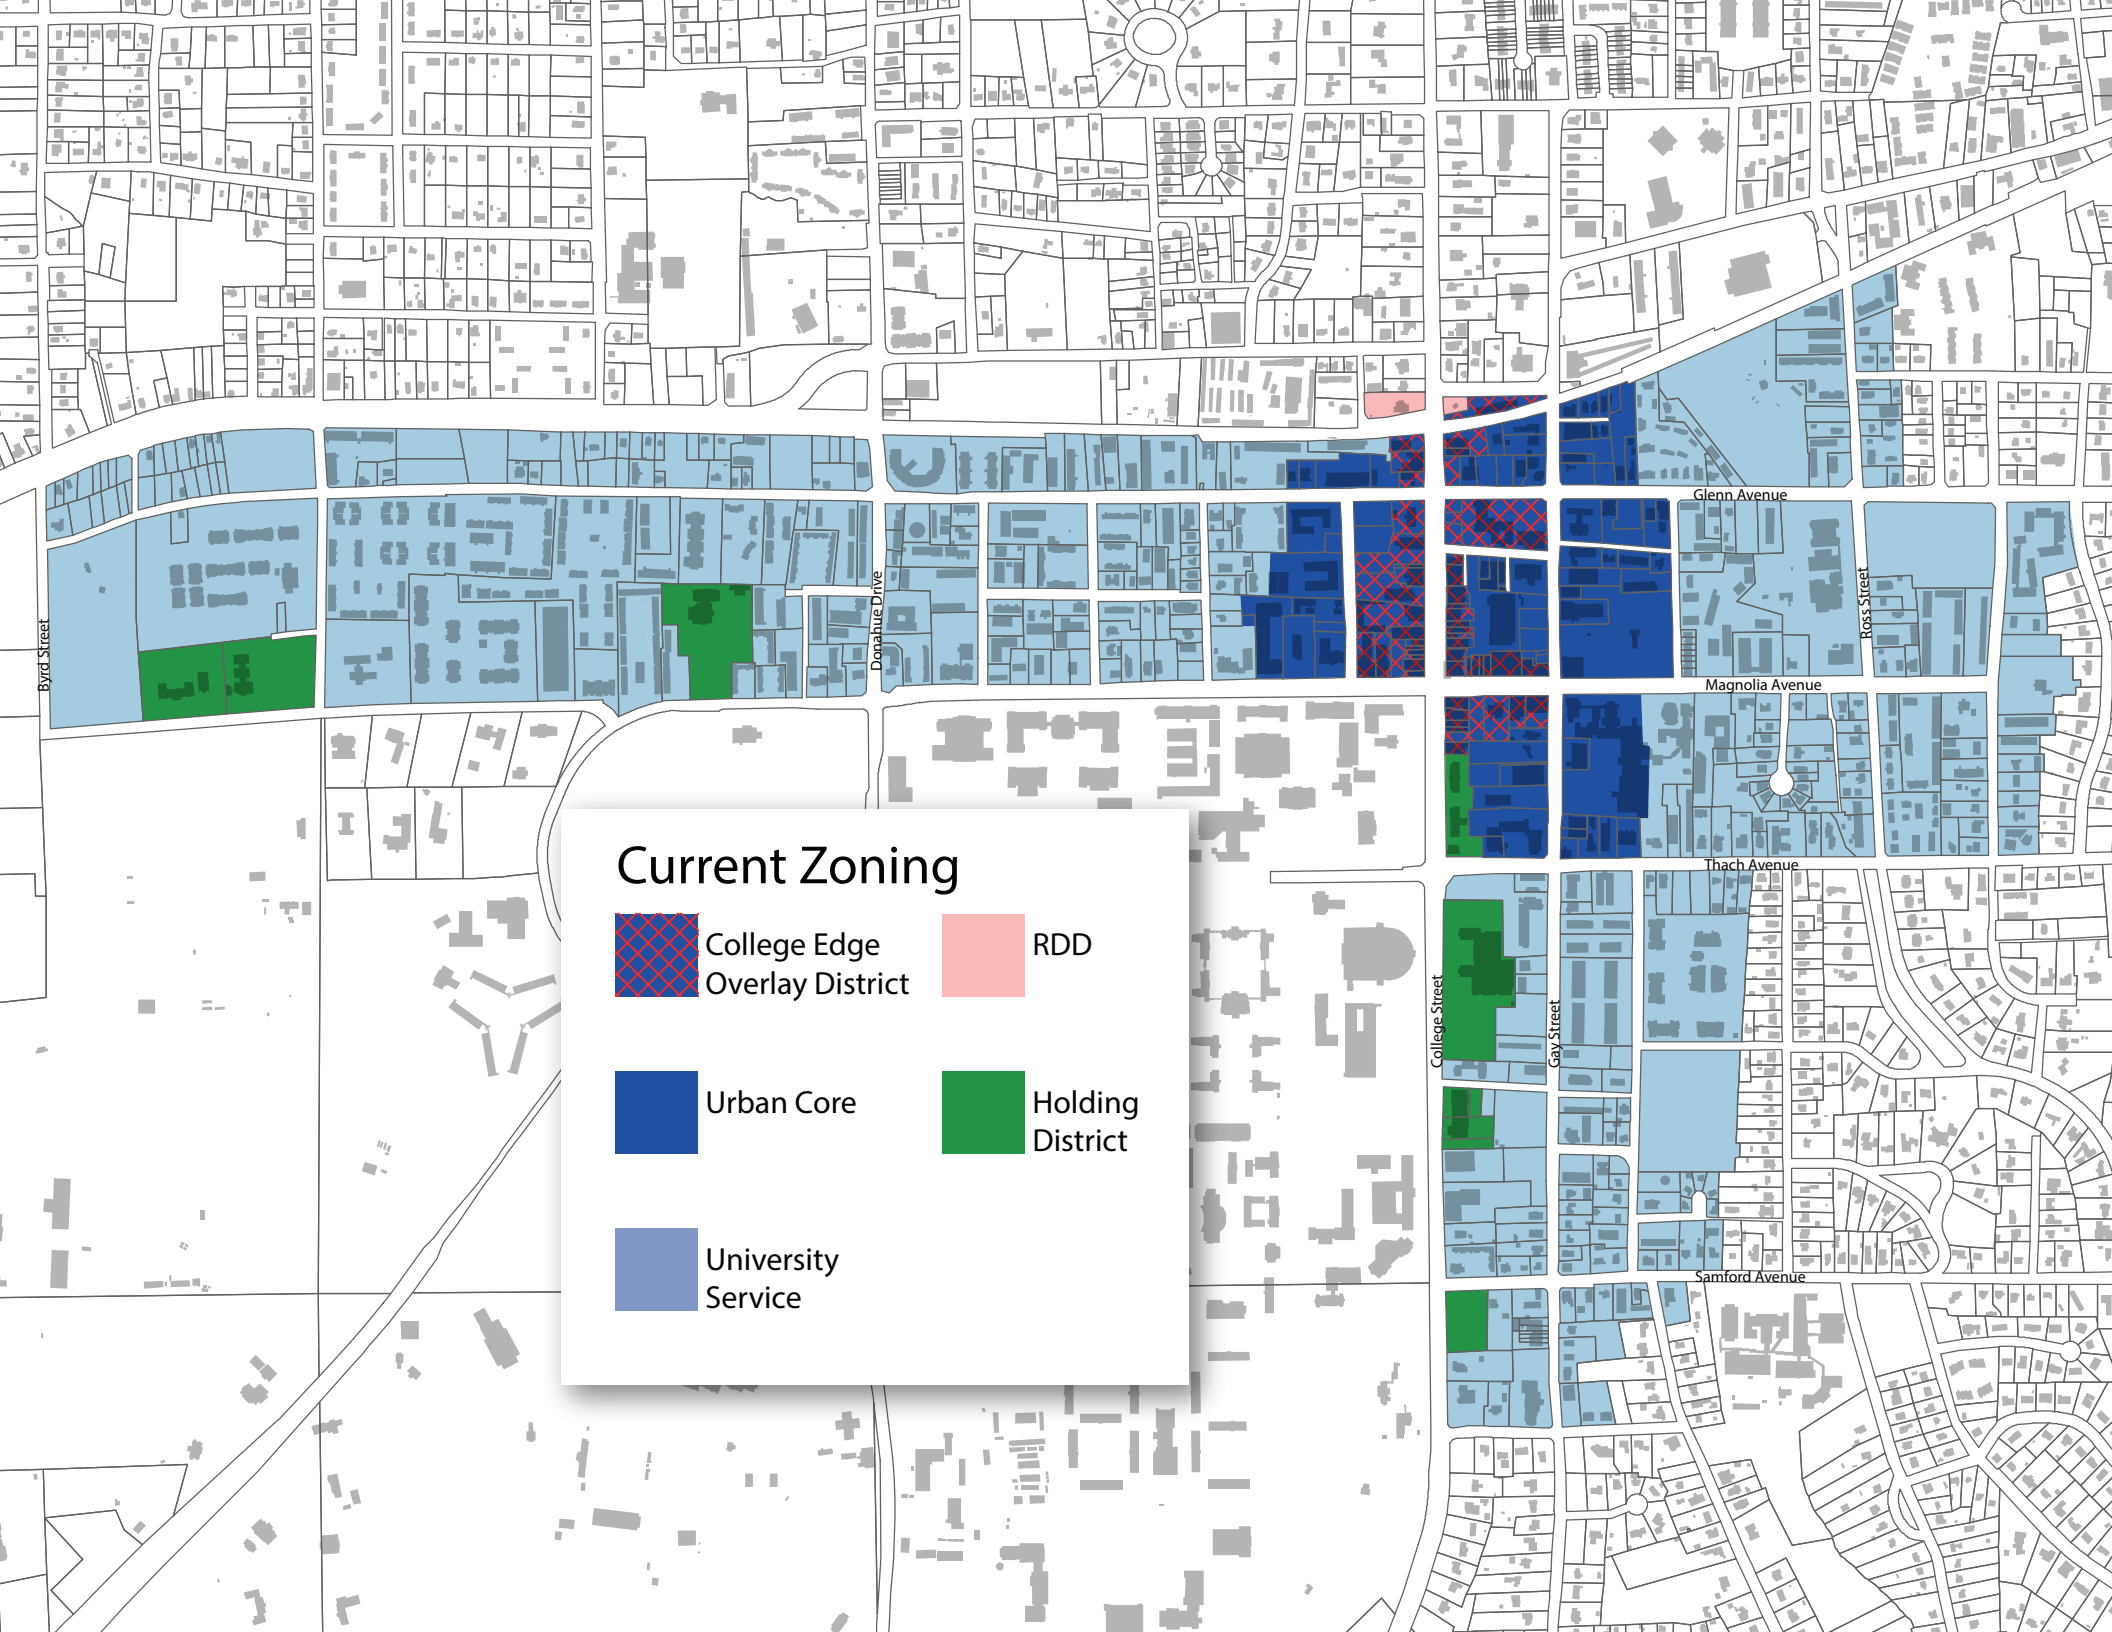 Glenn Avenue
Byrd Street
Donahue Drive
Ross Street
Magnolia Avenue
Thach Avenue
College Street
Gay Street
Samford Avenue
Current Zoning
College Edge
Overlay District
RDD
Urban Core
Holding
District
University
Service